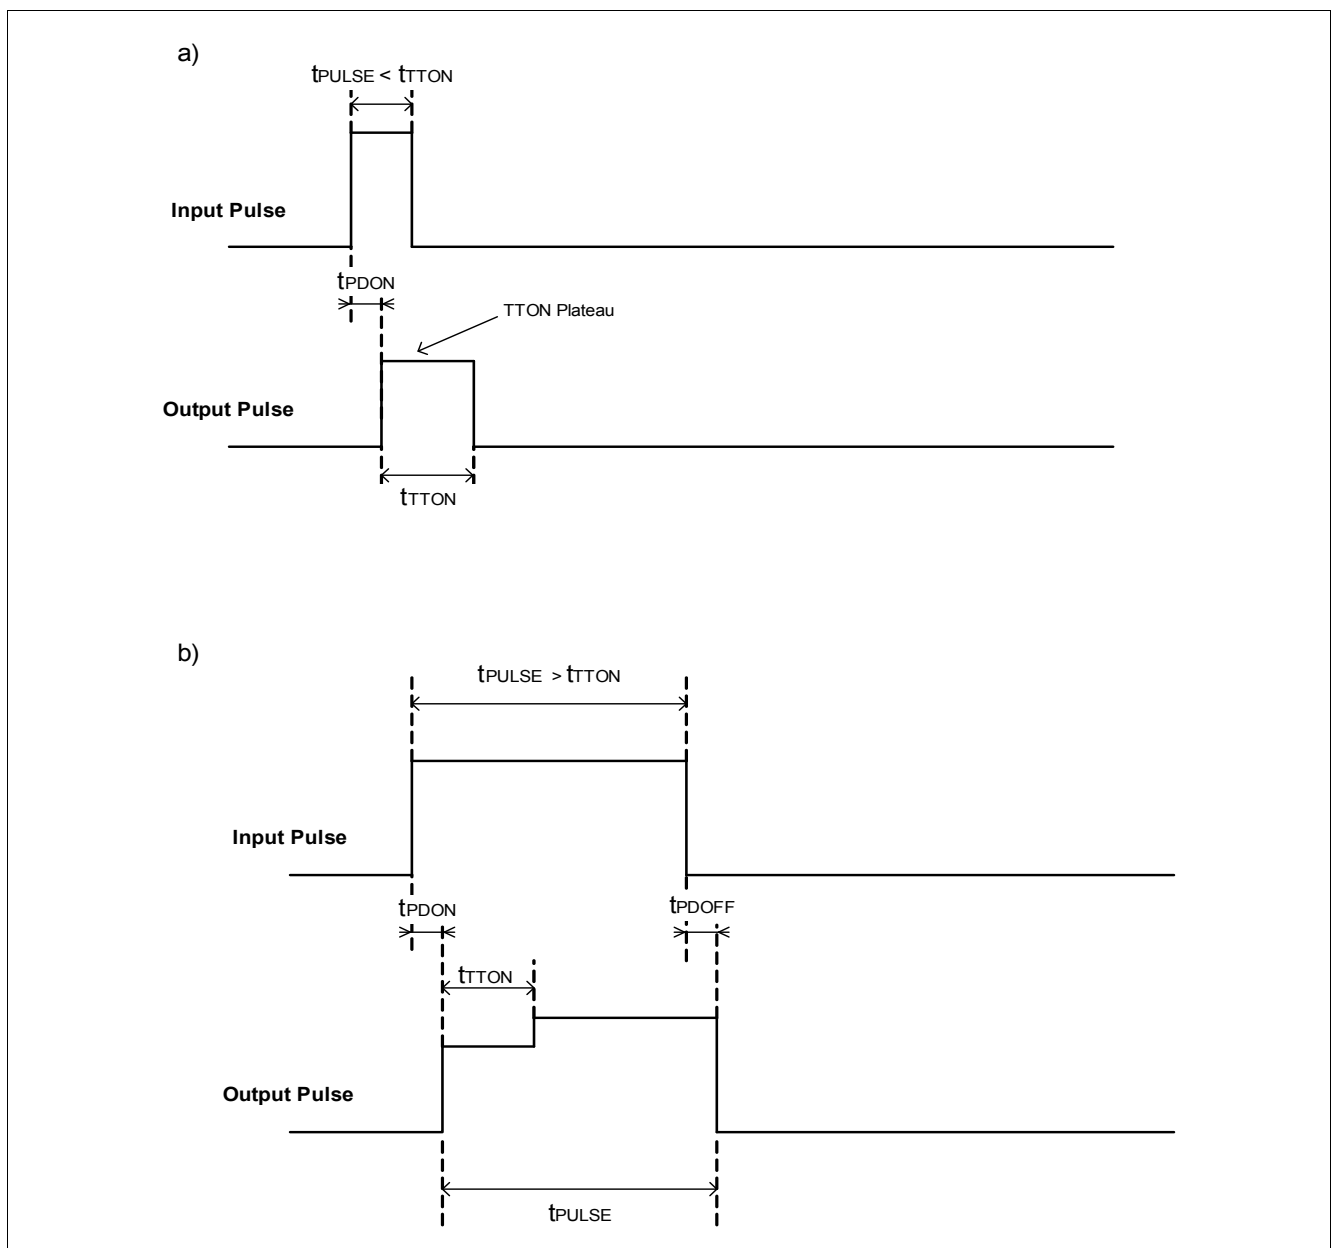 a)
tPULSE < tTTON
Input Pulse
tPDON
TTON Plateau
Output Pulse
tTTON
b)
tPULSE > tTTON
Input Pulse
tPDON
tPDOFF
tTTON
Output Pulse
tPULSE